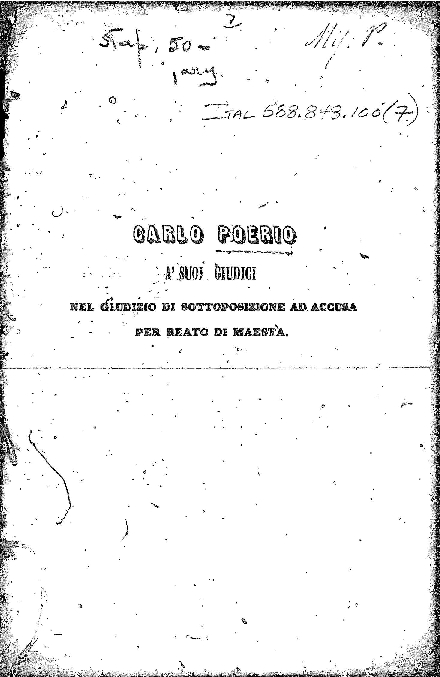 7
ITAL 588.843.100 (7)
CARLO POERIO
A' SUOI GIUDICI
NEL GIUDIZIO DI SOTTOPOSIZIONE AD ACCUSA
PER REATO DI MAESTÀ.